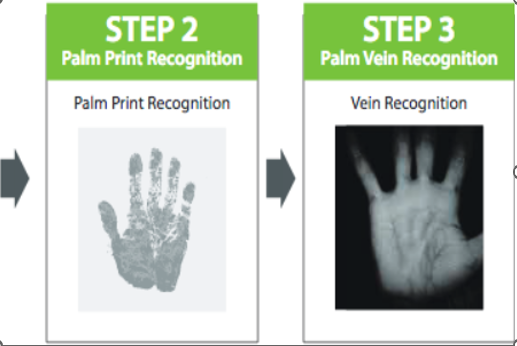 STEP 2
Palm Print Recognition
Palm Print Recognition
STEP 3
Palm Vein Recognition
Vein Recognition